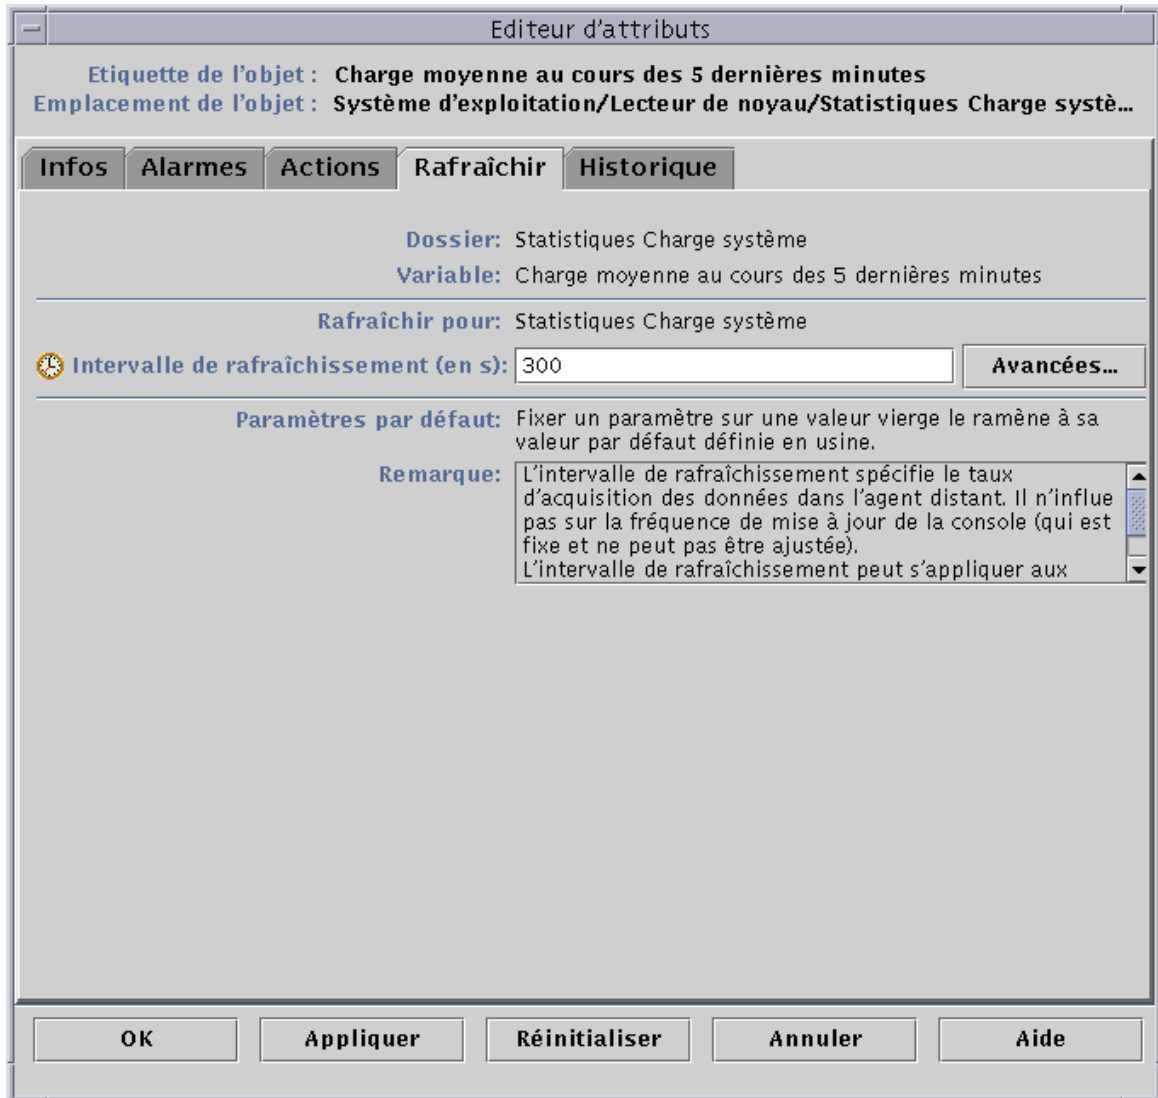 Editeur d'attributs
Etiquette de l'objet : Charge moyenne au cours des 5 dernières minutes
Emplacement de l'objet : Système d'exploitation/Lecteur de noyau/Statistiques Charge systè...
Infos Alarmes Actions Rafraîchir Historique
Dossier: Statistiques Charge système
Variable: Charge moyenne au cours des 5 dernières minutes
Rafraîchir pour: Statistiques Charge système
Intervalle de rafraîchissement (en s): 300 Avancées...
Paramètres par défaut: Fixer un paramètre sur une valeur vierge le ramène à sa
valeur par défaut définie en usine.
Remarque: L'intervalle de rafraîchissement spécifie le taux
d'acquisition des données dans l'agent distant. Il n'influe
pas sur la fréquence de mise à jour de la console (qui est
fixe et ne peut pas être ajustée).
L'intervalle de rafraîchissement peut s'appliquer aux
OK Appliquer Réinitialiser Annuler Aide